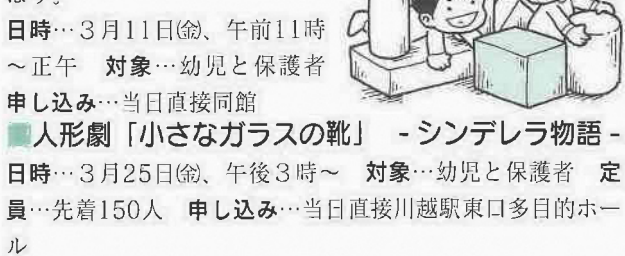 ぼう。
日時…3月11日㈮、午前11時
～正午　対象…幼児と保護者
申し込み…当日直接同館
■人形劇「小さなガラスの靴」 - シンデレラ物語 -
日時…3月25日㈮、午後3時～　対象…幼児と保護者　定
員…先着150人　申し込み…当日直接川越駅東口多目的ホー
ル